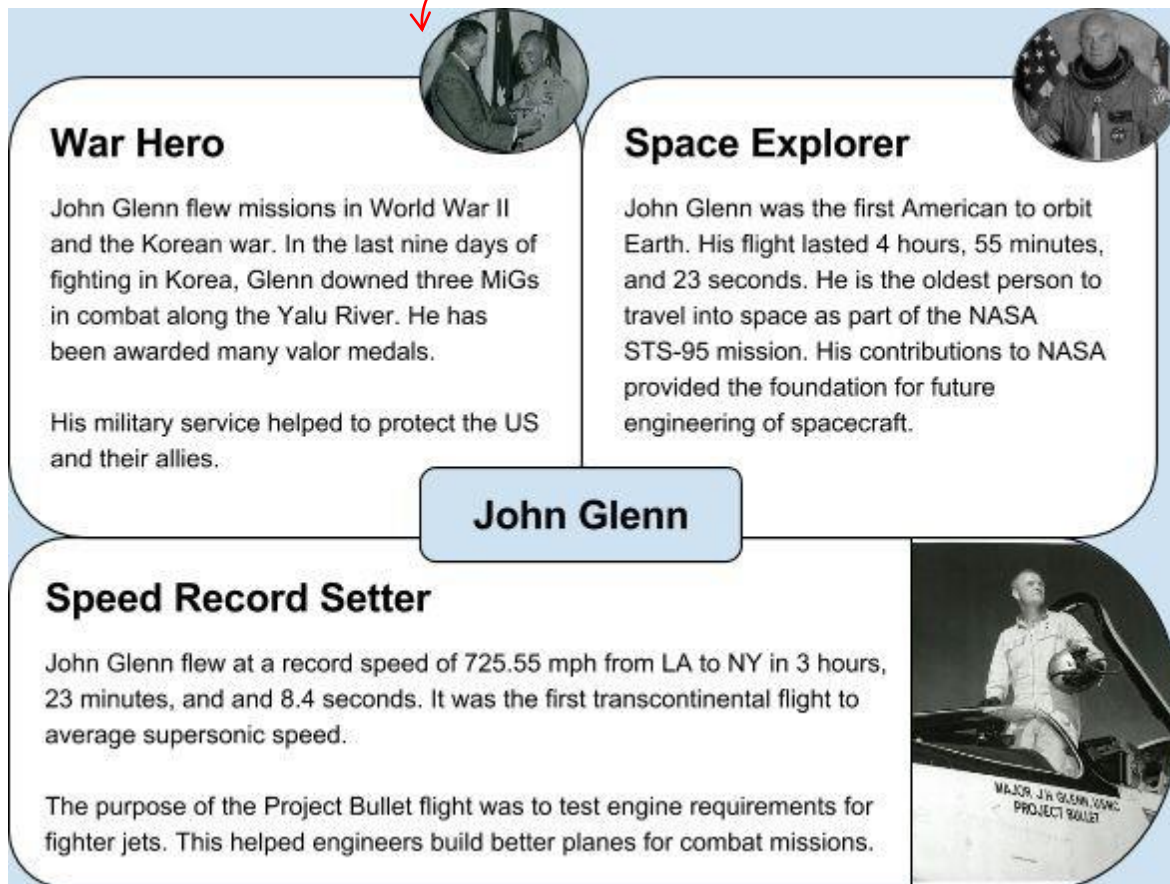 War Hero
John Glenn flew missions in World War II
and the Korean war. In the last nine days of
fighting in Korea, Glenn downed three MiGs
in combat along the Yalu River. He has
been awarded many valor medals.
His military service helped to protect the US
and their allies.
Space Explorer
John Glenn was the first American to orbit
Earth. His flight lasted 4 hours, 55 minutes,
and 23 seconds. He is the oldest person to
travel into space as part of the NASA
STS-95 mission. His contributions to NASA
provided the foundation for future
engineering of spacecraft.
John Glenn
Speed Record Setter
John Glenn flew at a record speed of 725.55 mph from LA to NY in 3 hours,
23 minutes, and and 8.4 seconds. It was the first transcontinental flight to
average supersonic speed.
The purpose of the Project Bullet flight was to test engine requirements for
fighter jets. This helped engineers build better planes for combat missions.
MAJOR J.H. GLENN, USMC
PROJECT BULLET